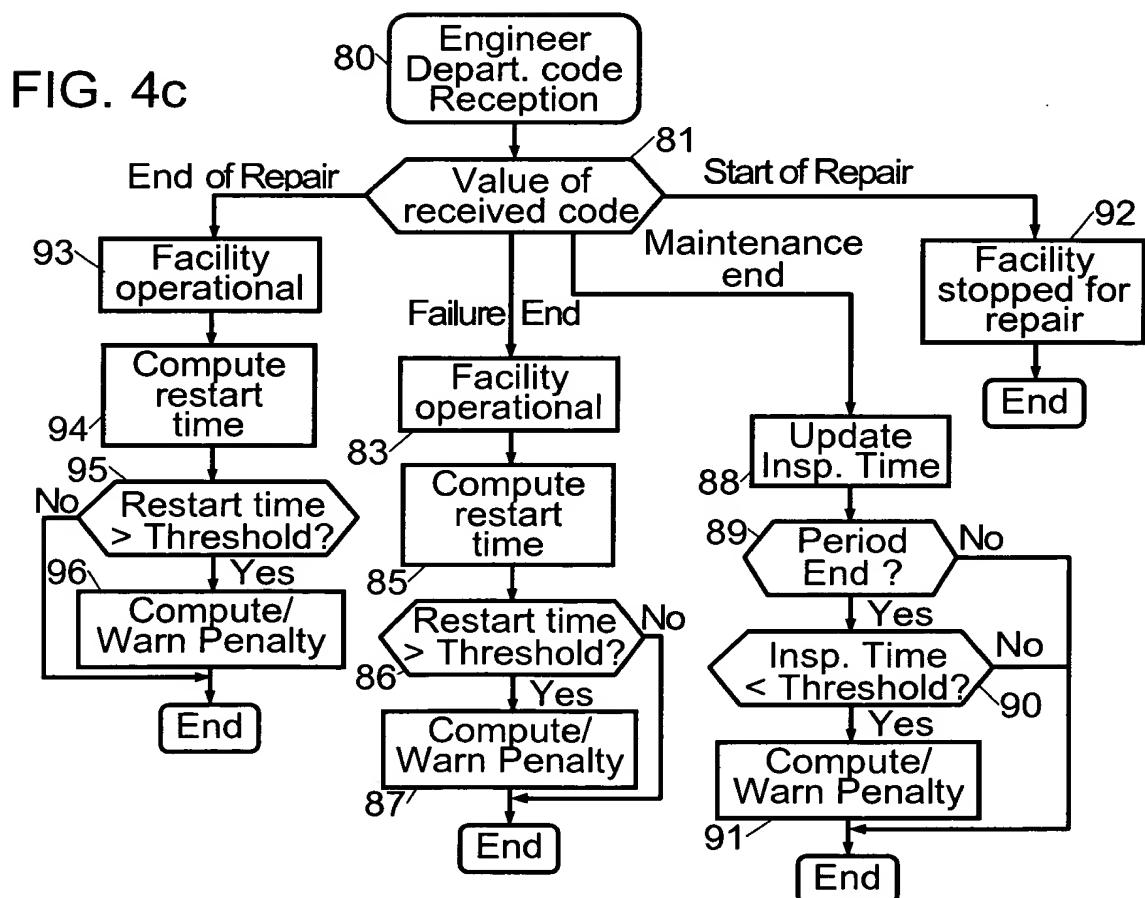 FIG. 4c
80
Engineer
Depart. code
Reception
81
Value of
received code
End of Repair
Start of Repair
Maintenance
end
Failure End
93
Facility
operational
94
Compute
restart
time
95
Restart time
> Threshold?
No
Yes
96
Compute/
Warn Penalty
End
Facility
operational
83
Compute
restart
time
85
Restart time
> Threshold?
86
No
Yes
Compute/
Warn Penalty
87
End
Update
Insp. Time
88
89
Period
End ?
No
Yes
Insp. Time
< Threshold?
90
No
Yes
Compute/
Warn Penalty
91
End
92
Facility
stopped for
repair
End